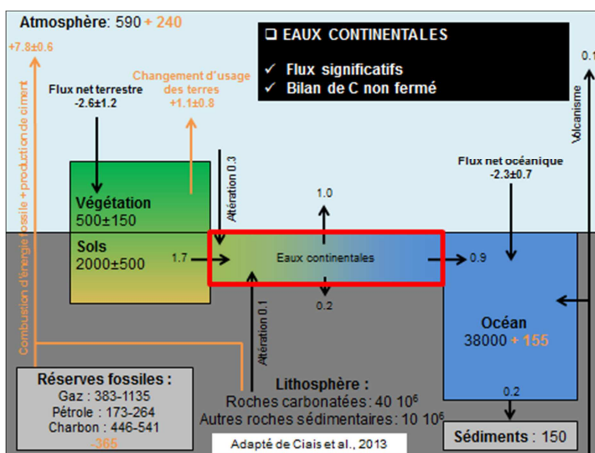 Atmosphère: 590 + 240
+7.8±0.6
❑ EAUX CONTINENTALES
✓ Flux significatifs
✓ Bilan de C non fermé
0.1
Changement d'usage
des terres
+1.1±0.8
Flux net terrestre
-2.6±1.2
Combustion d'énergie fossile + production de ciment
Altération 0.3
Volcanisme
Flux net océanique
-2.3±0.7
Végétation
500±150
1.0
Sols
2000±500
1.7
Eaux continentales
0.9
0.2
Altération 0.1
Océan
38000 + 155
Réserves fossiles :
Gaz : 383-1135
Pétrole : 173-264
Charbon : 446-541
-365
Lithosphère :
Roches carbonatées: 40 10⁶
Autres roches sédimentaires: 10 10⁶
0.2
Sédiments : 150
Adapté de Ciais et al., 2013